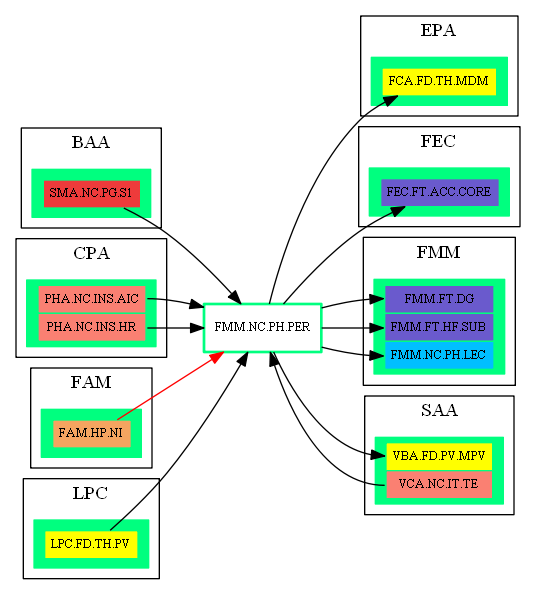 EPA
FCA.FD.TH.MDM
BAA
SMA.NC.PG.S1
FEC
FEC.FT.ACC.CORE
CPA
PHA.NC.INS.AIC
PHA.NC.INS.HR
FMM.NC.PH.PER
FMM
FMM.FT.DG
FMM.FT.HF.SUB
FMM.NC.PH.LEC
FAM
FAM.HP.NI
SAA
VBA.FD.PV.MPV
VCA.NC.IT.TE
LPC
LPC.FD.TH.PV